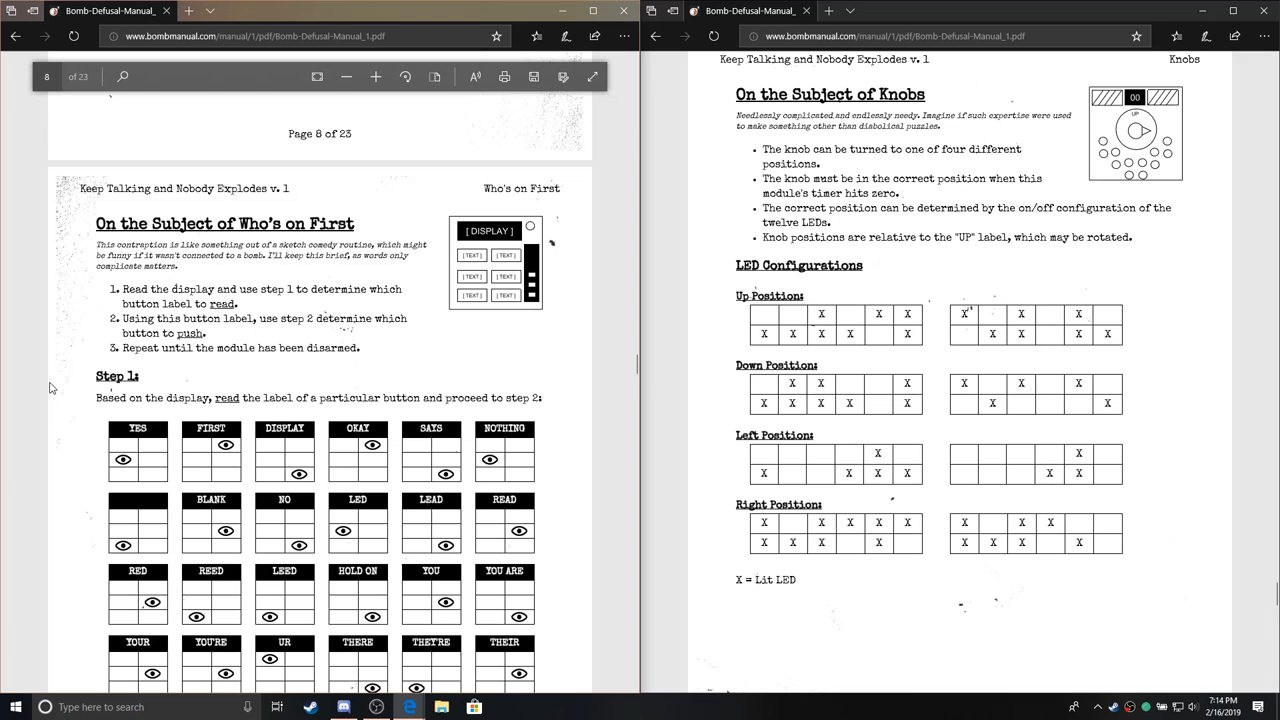 Bomb-Defusal-Manual_1.pdf
www.bombmanual.com/manual/1/pdf/Bomb-Defusal-Manual_1.pdf
8 of 23
Page 8 of 23
Keep Talking and Nobody Explodes v. 1 Who's on First
On the Subject of Who's on First
This contraption is like something out of a sketch comedy routine, which might
be funny if it wasn't connected to a bomb. I'll keep this brief, as words only
complicate matters.
[ DISPLAY ]
[ TEXT ] [ TEXT ]
[ TEXT ] [ TEXT ]
[ TEXT ] [ TEXT ]
1. Read the display and use step 1 to determine which
button label to read.
2. Using this button label, use step 2 determine which
button to push.
3. Repeat until the module has been disarmed.
Step 1:
Based on the display, read the label of a particular button and proceed to step 2:
YES FIRST DISPLAY OKAY SAYS NOTHING
BLANK NO LED LEAD READ
RED REED LEED HOLD ON YOU YOU ARE
YOUR YOU'RE UR THERE THEY'RE THEIR
Bomb-Defusal-Manual_1.pdf
www.bombmanual.com/manual/1/pdf/Bomb-Defusal-Manual_1.pdf
Keep Talking and Nobody Explodes v. 1 Knobs
On the Subject of Knobs
Needlessly complicated and endlessly needy. Imagine if such expertise were used
to make something other than diabolical puzzles.
00
UP
• The knob can be turned to one of four different
positions.
• The knob must be in the correct position when this
module's timer hits zero.
• The correct position can be determined by the on/off configuration of the
twelve LEDs.
• Knob positions are relative to the "UP" label, which may be rotated.
LED Configurations
Up Position:
X X X X X X
X X X X X X X X X
Down Position:
X X X X X X
X X X X X X X
Left Position:
X X
X X X X X X
Right Position:
X X X X X X X X
X X X X X X X X
X = Lit LED
Type here to search
7:14 PM
2/16/2019